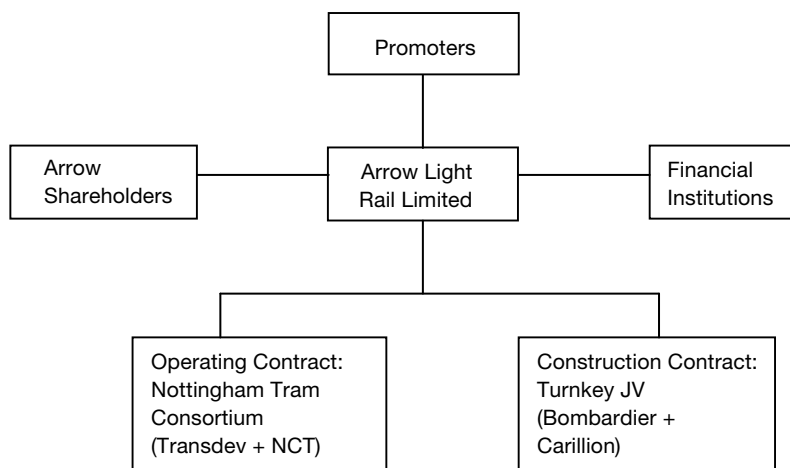 Promoters
Arrow
Shareholders
Arrow Light
Rail Limited
Financial
Institutions
Operating Contract:
Nottingham Tram
Consortium
(Transdev + NCT)
Construction Contract:
Turnkey JV
(Bombardier +
Carillion)